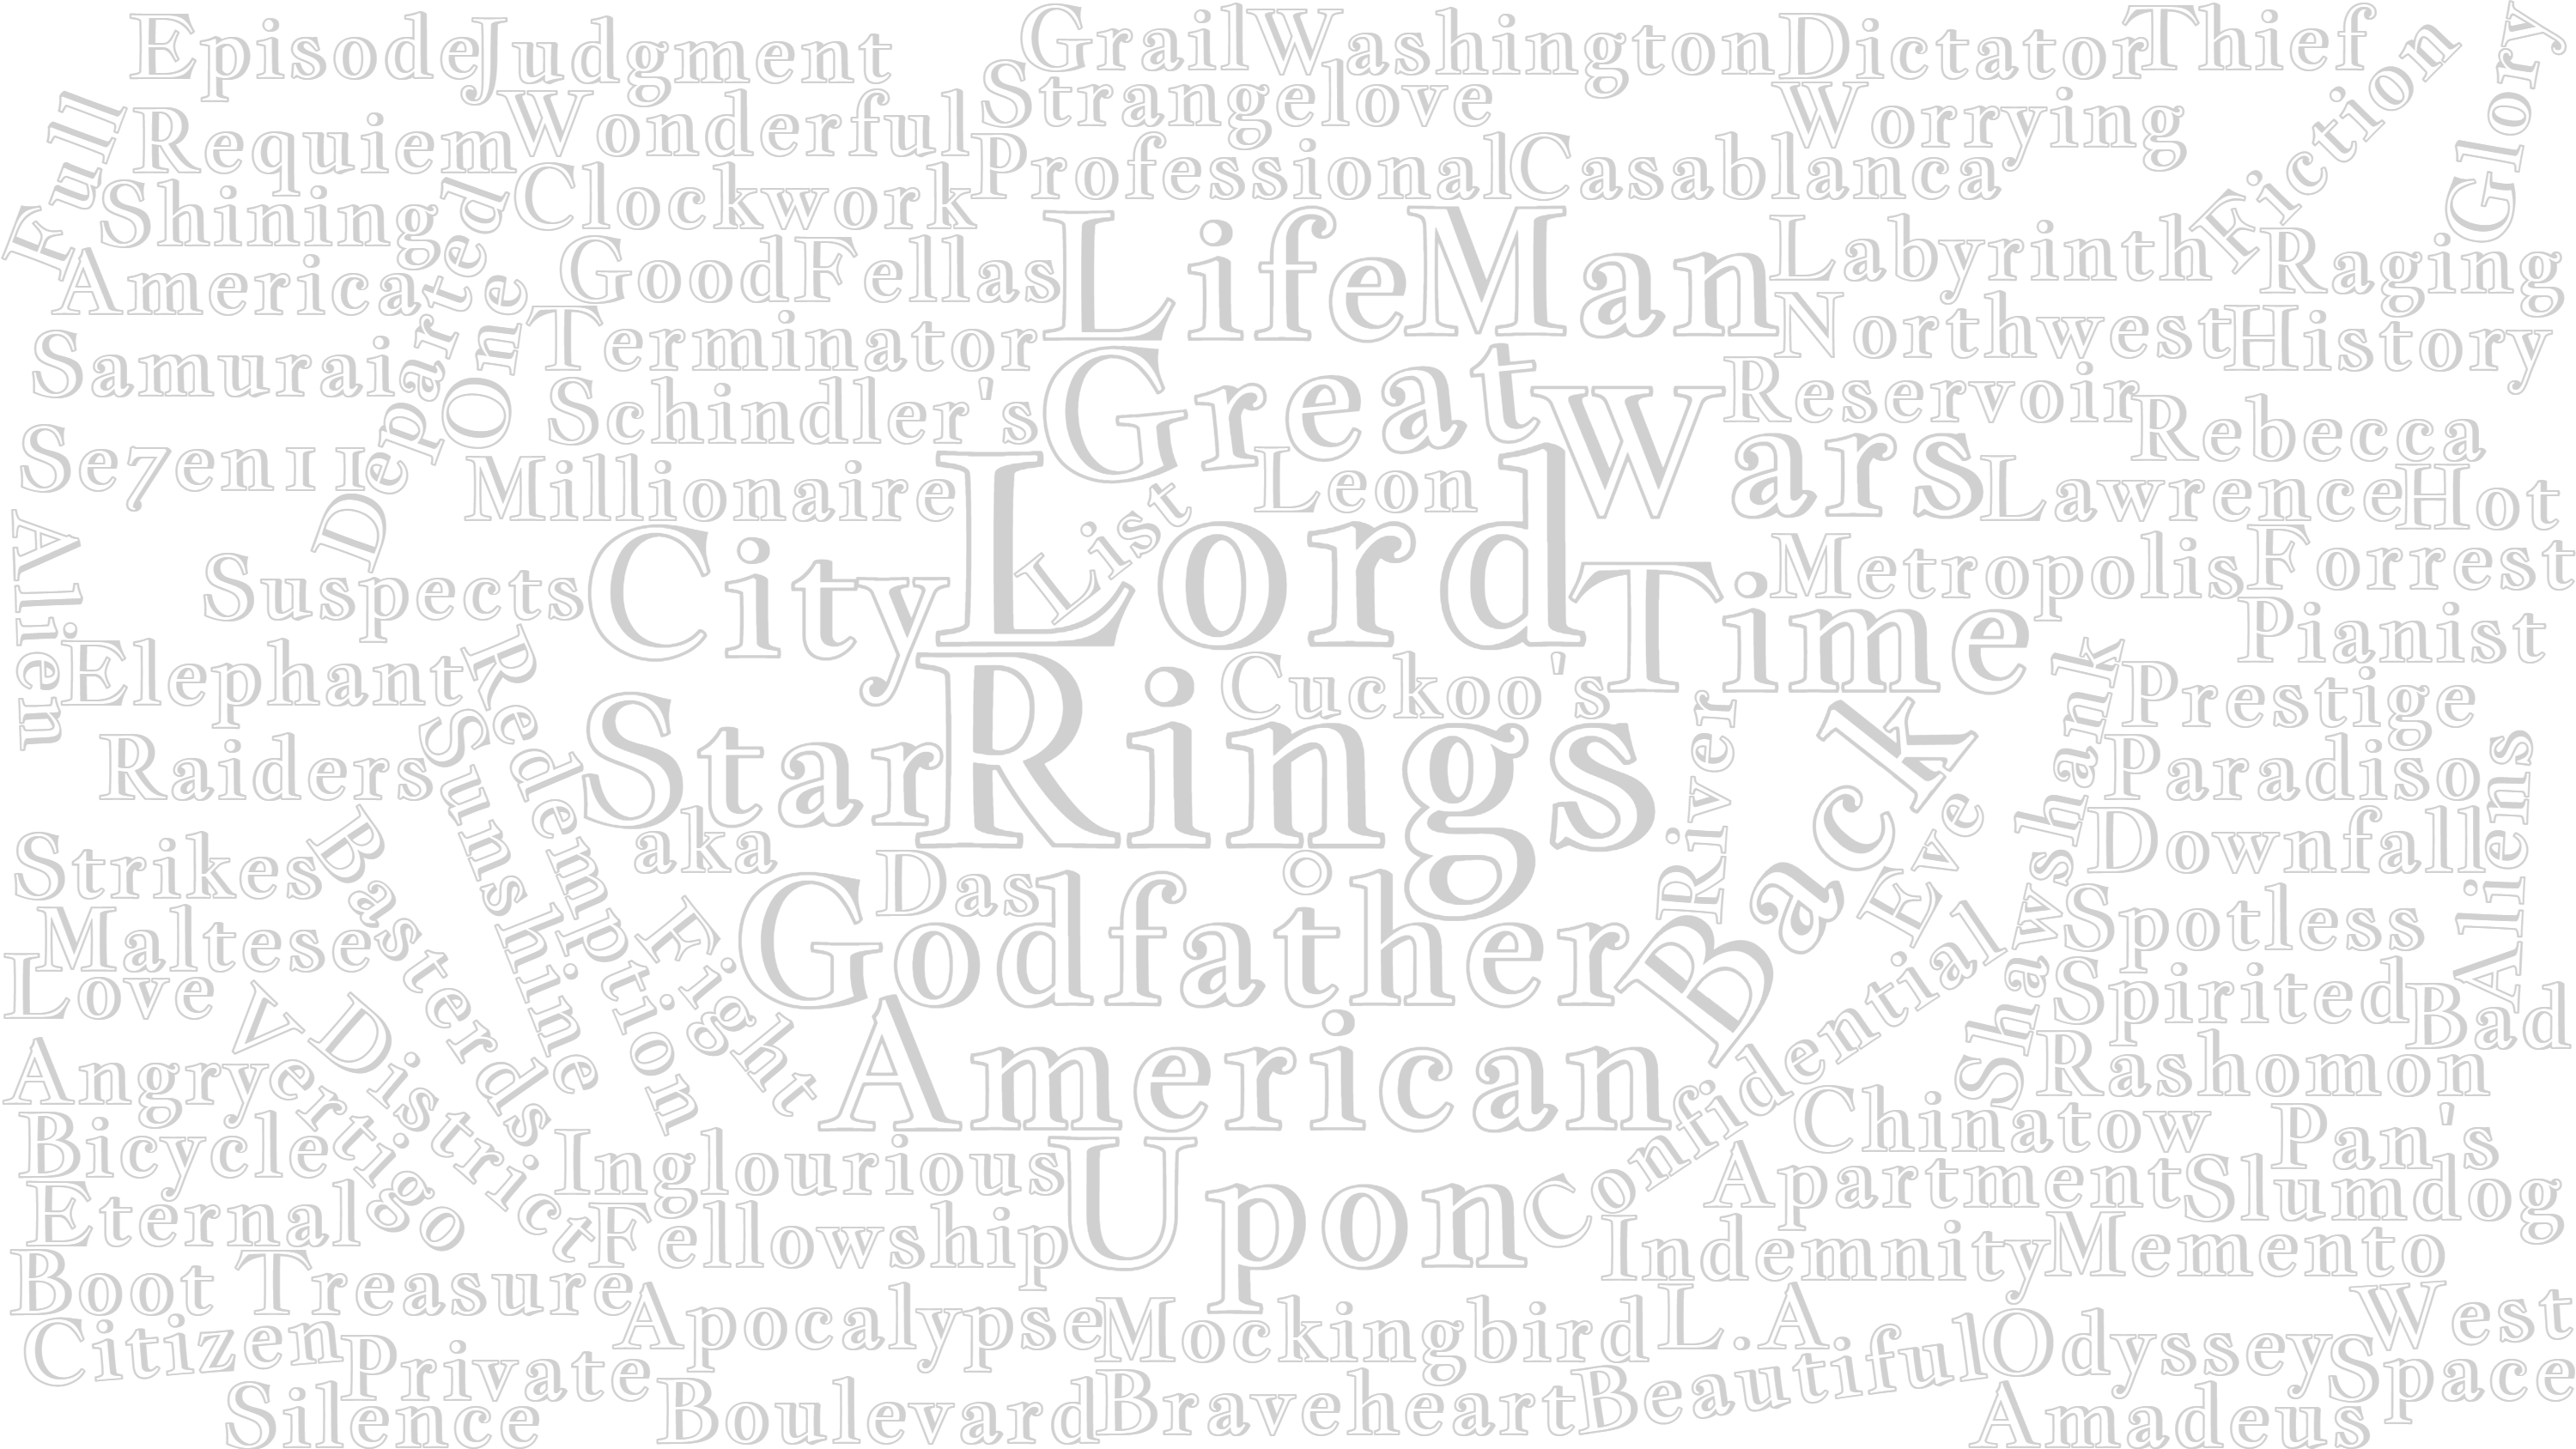 Episode Judgment Grail Washington Dictator Thief
Full Requiem Wonderful Strangelove Worrying Fiction Glory
Shining Clockwork Professional Casablanca
America Departed GoodFellas Life Man Labyrinth Raging
Samurai One Terminator Great Northwest History
Schindler's Wars Reservoir Rebecca
Se7en II Millionaire List Leon Lawrence Hot
Alien Suspects City Lord Time Metropolis Forrest
Elephant Redemption Cuckoo's Pianist
Raiders Sunshine Star Rings River Back Shawshank Prestige
Paradiso
Strikes Basterds aka Das Eve Downfall Aliens
Maltese Fight Godfather Spotless
Love Confidential Spirited Bad
Angry Vertigo District American Rashomon
Bicycle Inglourious Upon Chinatow Pan's
Eternal Fellowship Apartment Slumdog
Boot Treasure Indemnity Memento
Citizen Private Apocalypse Mockingbird L.A Odyssey West
Silence Boulevard Braveheart Beautiful Amadeus Space